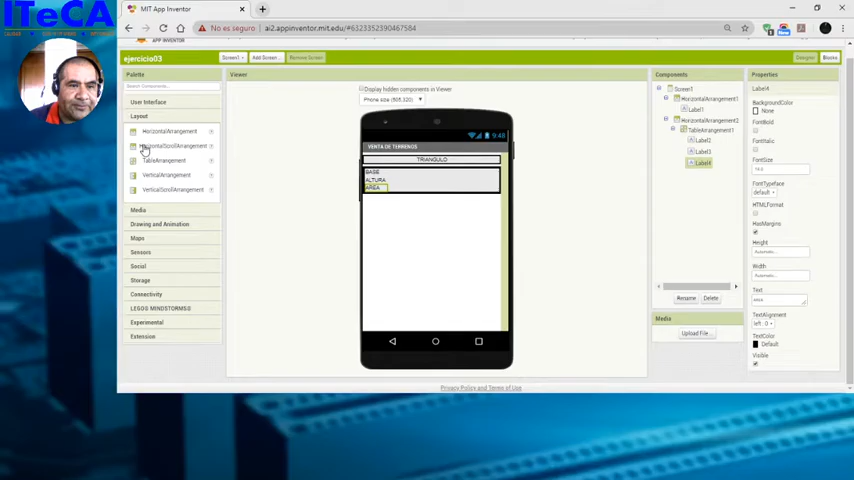 ITeCA
MIT App Inventor
No es seguro
ai2.appinventor.mit.edu/#6323352390467584
APP INVENTOR
ejercicio03
Screen1
Add Screen ...
Remove Screen
Designer
Blocks
Palette
Search Components...
User Interface
Layout
HorizontalArrangement
HorizontalScrollArrangement
TableArrangement
VerticalArrangement
VerticalScrollArrangement
Media
Drawing and Animation
Maps
Sensors
Social
Storage
Connectivity
LEGO® MINDSTORMS®
Experimental
Extension
Viewer
Display hidden components in Viewer
Phone size (505,320)
9:48
VENTA DE TERRENOS
TRIANGULO
BASE
ALTURA
AREA
Privacy Policy and Terms of Use
Components
Screen1
HorizontalArrangement1
Label1
HorizontalArrangement2
TableArrangement1
Label2
Label3
Label4
Rename
Delete
Media
Upload File...
Properties
Label4
BackgroundColor
None
FontBold
FontItalic
FontSize
14.0
FontTypeface
default
HTMLFormat
HasMargins
Height
Automatic...
Width
Automatic...
Text
AREA
TextAlignment
left : 0
TextColor
Default
Visible